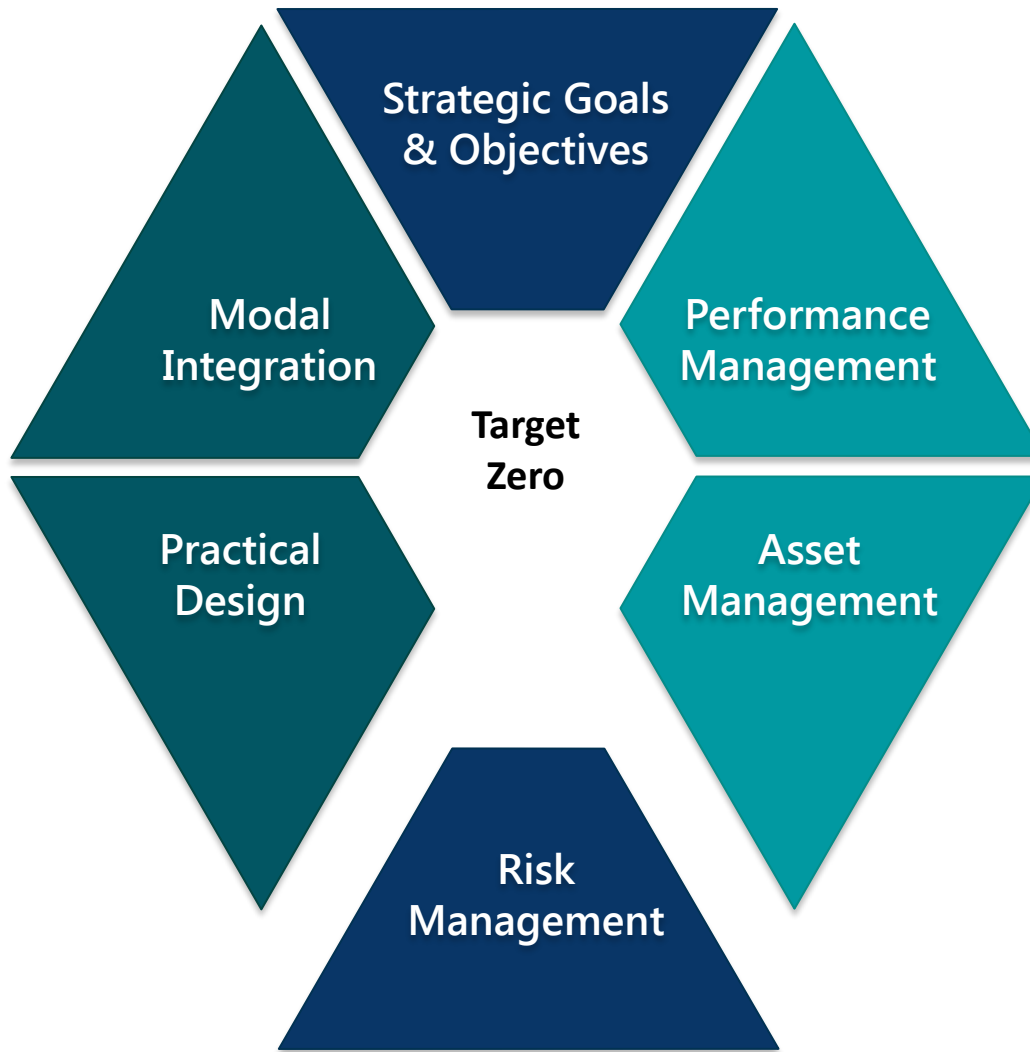 Strategic Goals
& Objectives
Modal
Integration
Performance
Management
Target
Zero
Practical
Design
Asset
Management
Risk
Management